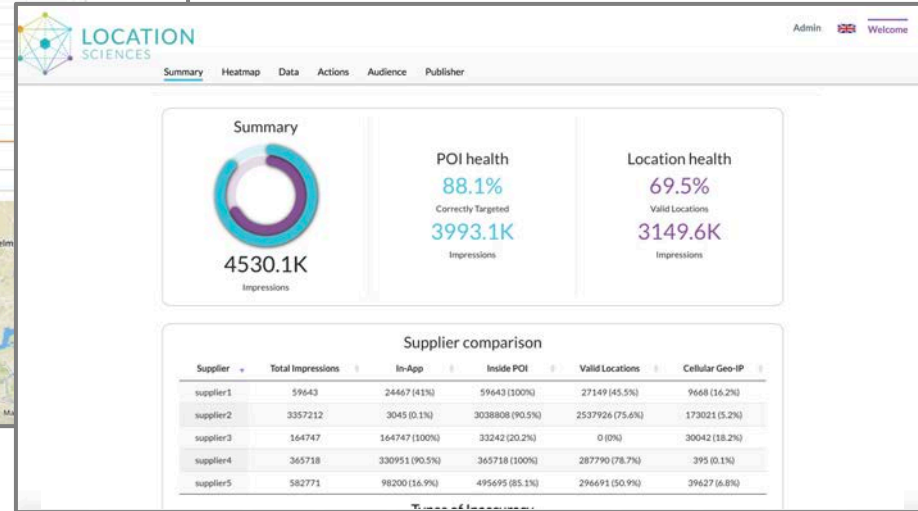 LOCATION
SCIENCES
Admin Welcome
Summary Heatmap Data Actions Audience Publisher
Summary
4530.1K
Impressions
POI health
88.1%
Correctly Targeted
3993.1K
Impressions
Location health
69.5%
Valid Locations
3149.6K
Impressions
Supplier comparison
Supplier Total Impressions In-App Inside POI Valid Locations Cellular Geo-IP
supplier1 59643 24467 (41%) 59643 (100%) 27149 (45.5%) 9668 (16.2%)
supplier2 3357212 3045 (0.1%) 3038808 (90.5%) 2537926 (75.6%) 173021 (5.2%)
supplier3 164747 164747 (100%) 33242 (20.2%) 0 (0%) 30042 (18.2%)
supplier4 365718 330951 (90.5%) 365718 (100%) 287790 (78.7%) 395 (0.1%)
supplier5 582771 98200 (16.9%) 495695 (85.1%) 296691 (50.9%) 39627 (6.8%)
Types of Inaccuracy